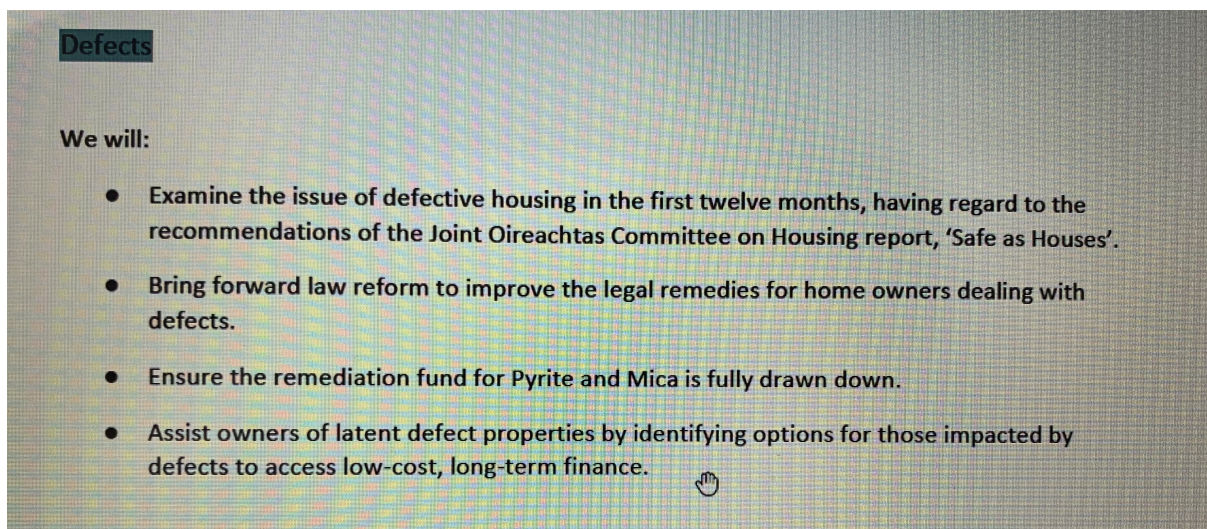 Defects
We will:
● Examine the issue of defective housing in the first twelve months, having regard to the
recommendations of the Joint Oireachtas Committee on Housing report, ‘Safe as Houses’.
● Bring forward law reform to improve the legal remedies for home owners dealing with
defects.
● Ensure the remediation fund for Pyrite and Mica is fully drawn down.
● Assist owners of latent defect properties by identifying options for those impacted by
defects to access low-cost, long-term finance.